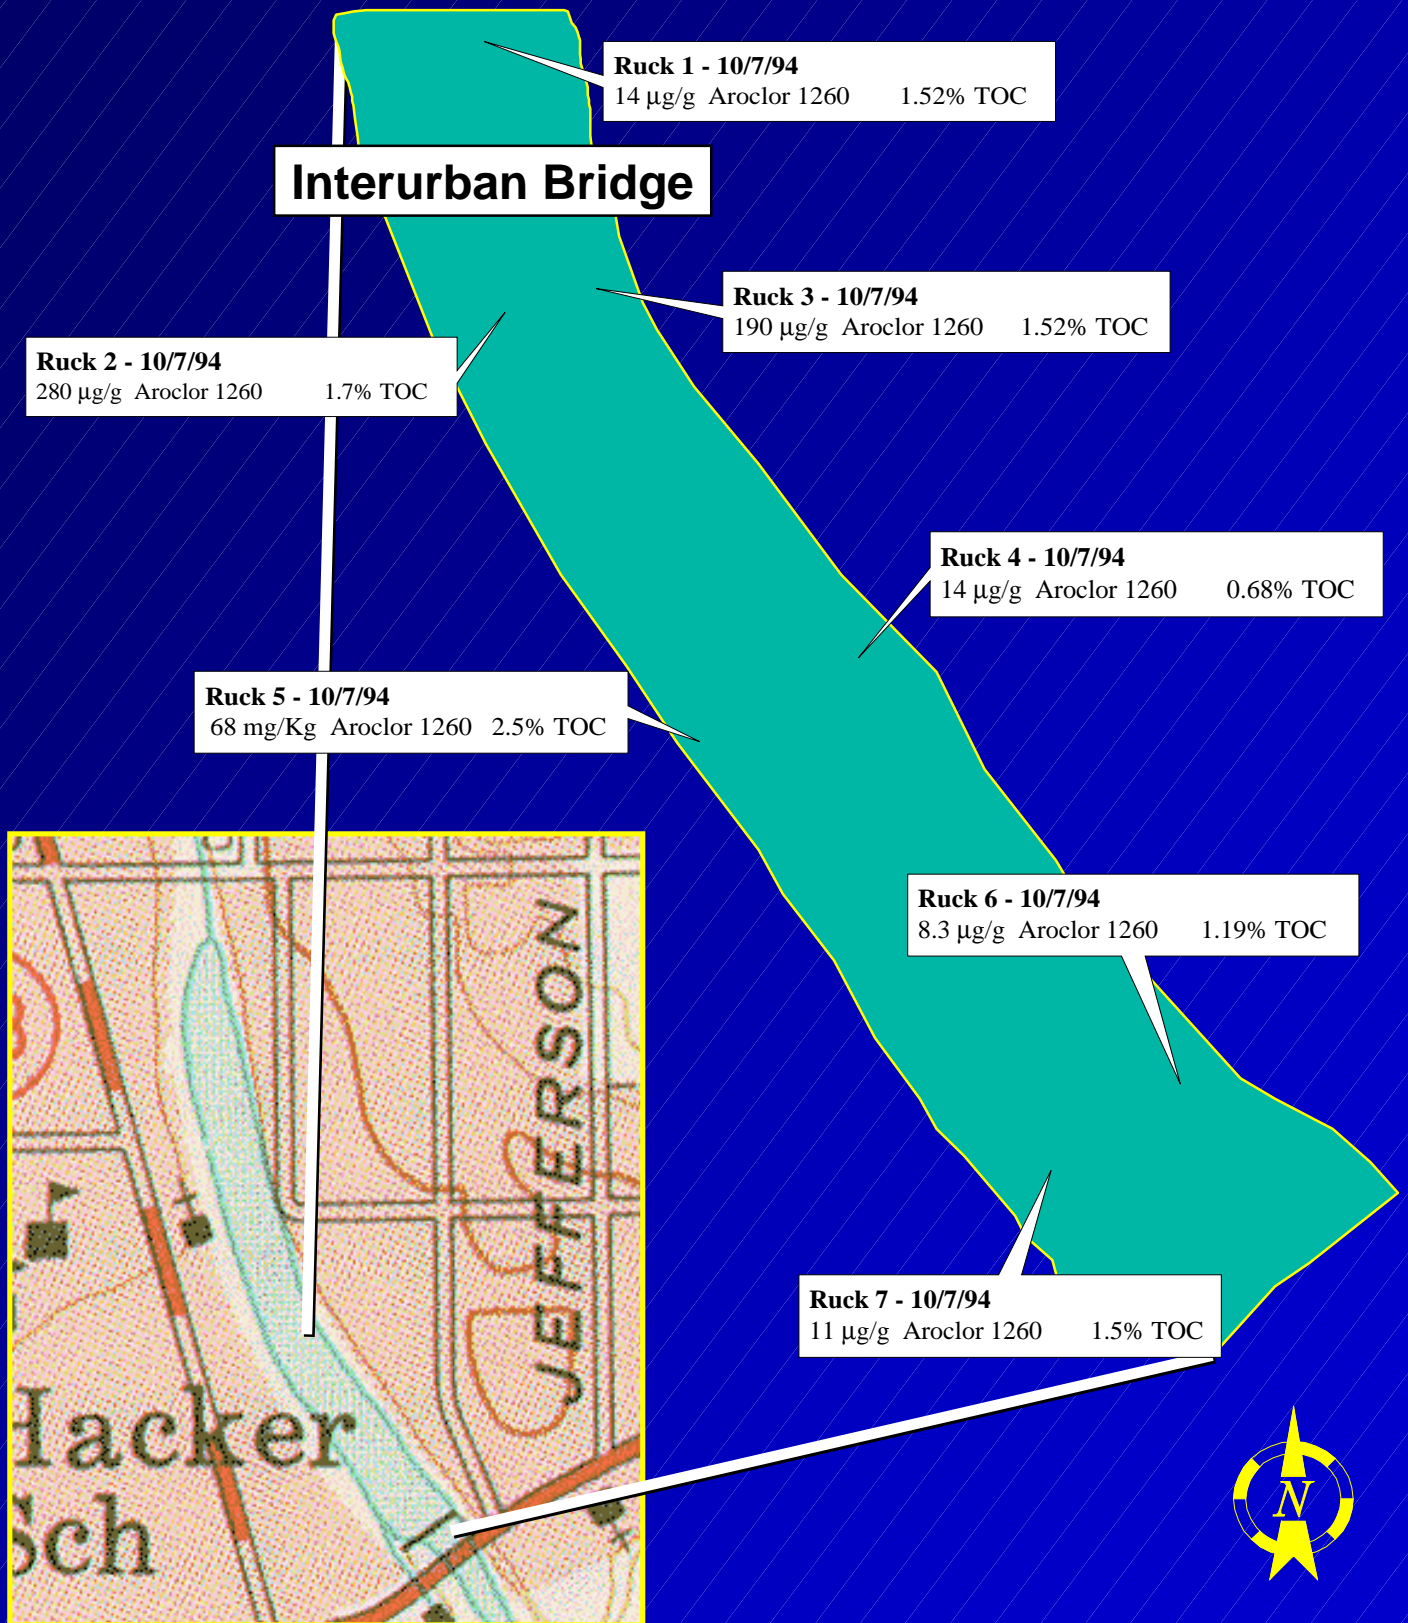 Ruck 1 - 10/7/94
14 μg/g Aroclor 1260 1.52% TOC
Interurban Bridge
Ruck 3 - 10/7/94
190 μg/g Aroclor 1260 1.52% TOC
Ruck 2 - 10/7/94
280 μg/g Aroclor 1260 1.7% TOC
Ruck 4 - 10/7/94
14 μg/g Aroclor 1260 0.68% TOC
Ruck 5 - 10/7/94
68 mg/Kg Aroclor 1260 2.5% TOC
Ruck 6 - 10/7/94
8.3 μg/g Aroclor 1260 1.19% TOC
JEFFERSON
Ruck 7 - 10/7/94
11 μg/g Aroclor 1260 1.5% TOC
Hacker
Sch
N